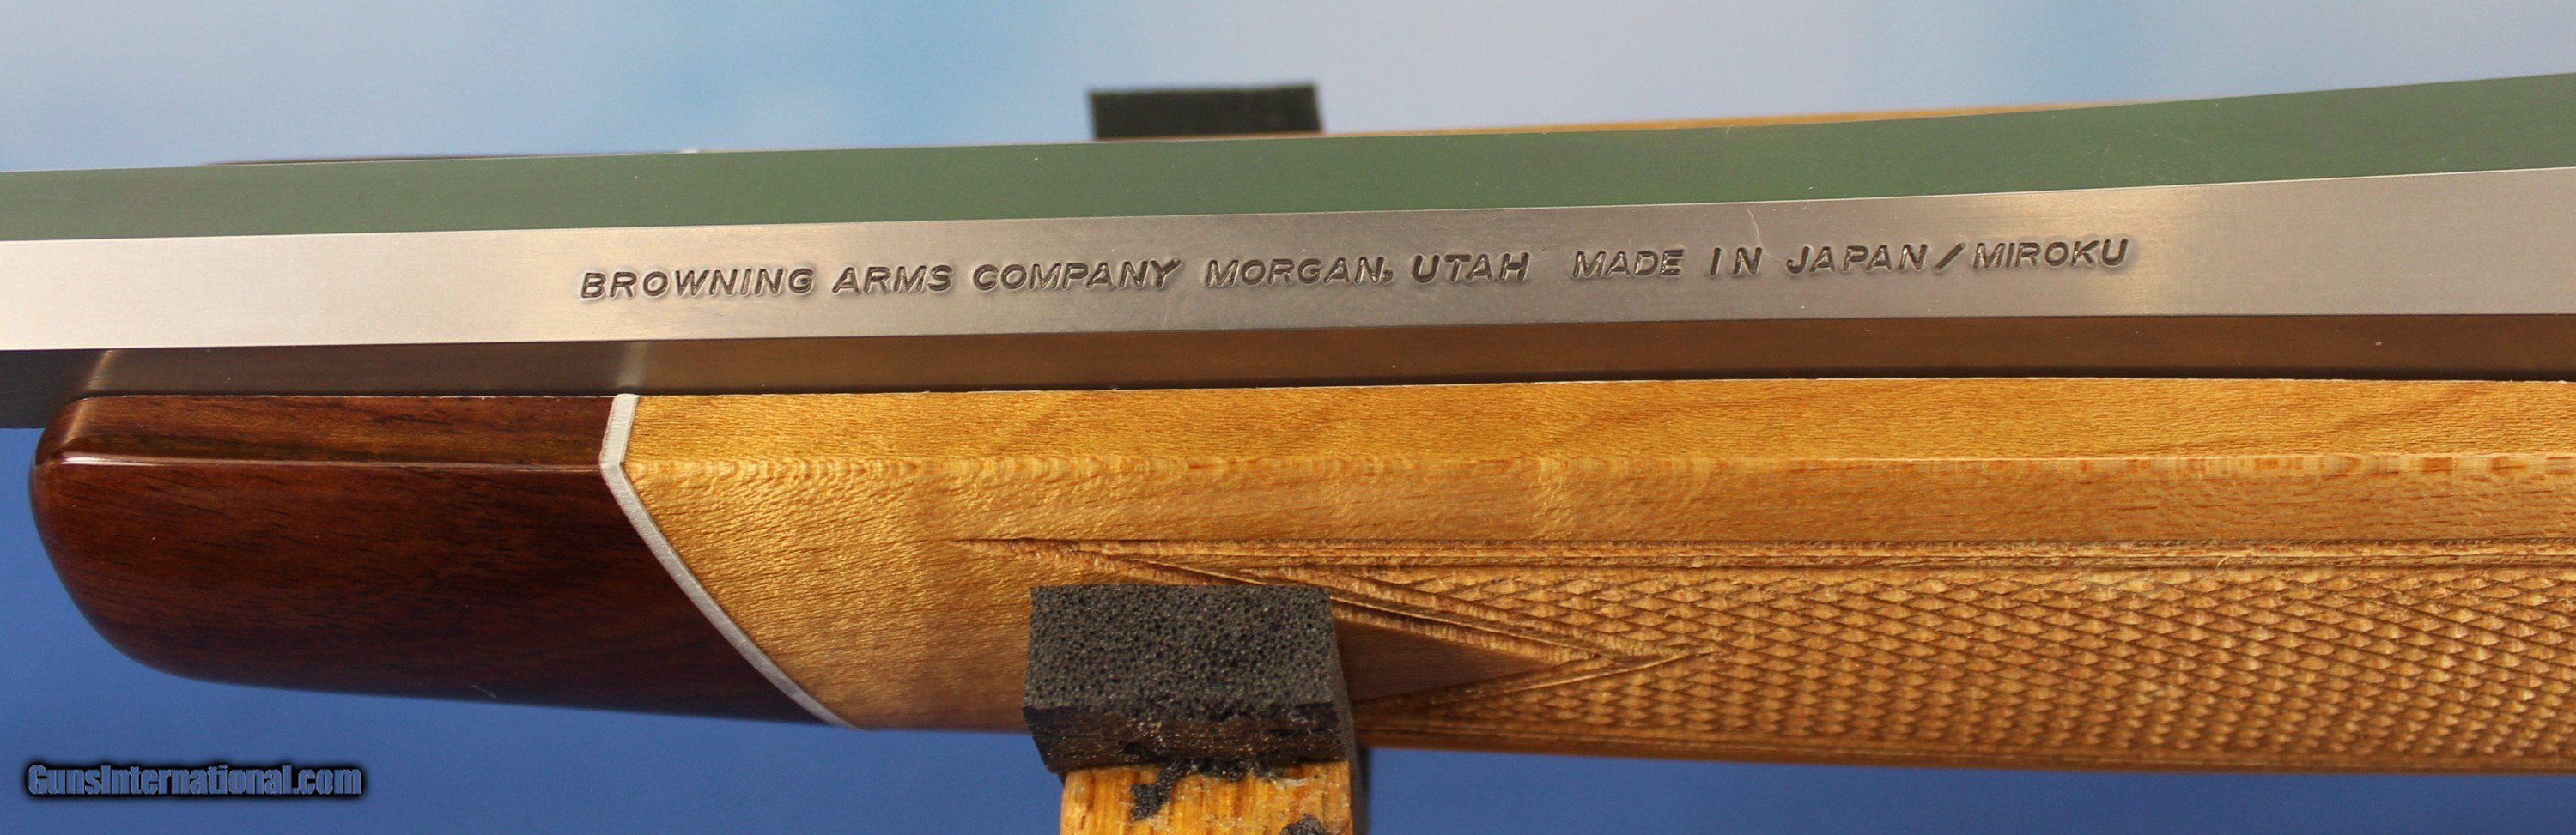 BROWNING ARMS COMPANY MORGAN, UTAH MADE IN JAPAN/MIROKU
GunsInternational.com